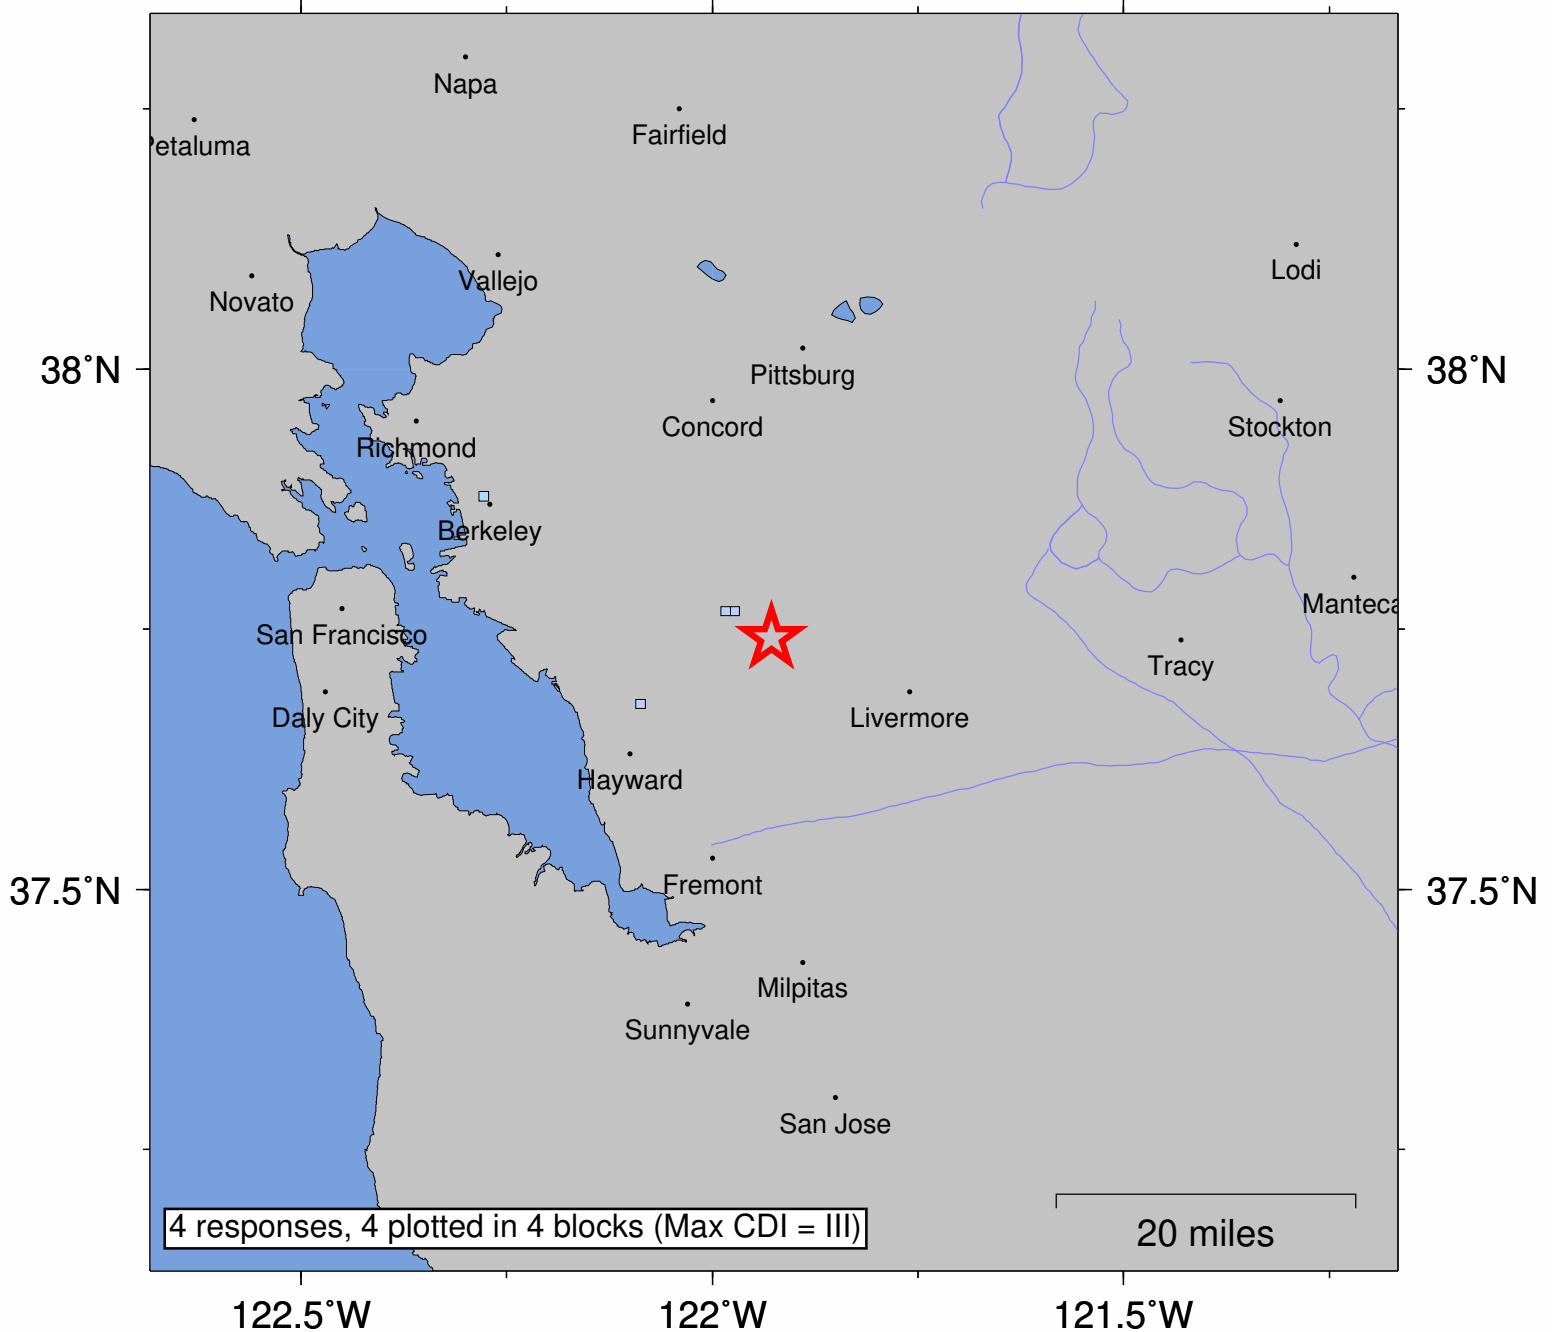 Napa
Fairfield
Petaluma
Lodi
Vallejo
Novato
38°N
38°N
Pittsburg
Concord
Stockton
Richmond
Berkeley
Manteca
San Francisco
Tracy
Daly City
Livermore
Hayward
Fremont
37.5°N
37.5°N
Milpitas
Sunnyvale
San Jose
4 responses, 4 plotted in 4 blocks (Max CDI = III)
20 miles
122.5°W
122°W
121.5°W